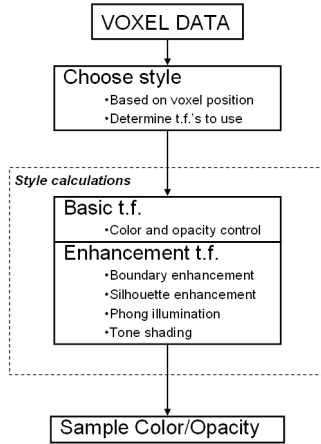 VOXEL DATA
Choose style
•Based on voxel position
•Determine t.f.'s to use
Style calculations
Basic t.f.
•Color and opacity control
Enhancement t.f.
•Boundary enhancement
•Silhouette enhancement
•Phong illumination
•Tone shading
Sample Color/Opacity